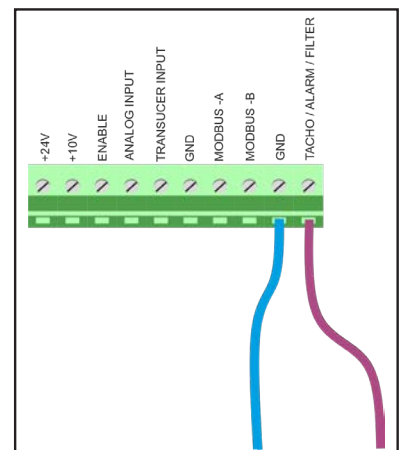 +24V
+10V
ENABLE
ANALOG INPUT
TRANSUCER INPUT
GND
MODBUS -A
MODBUS -B
GND
TACHO / ALARM / FILTER